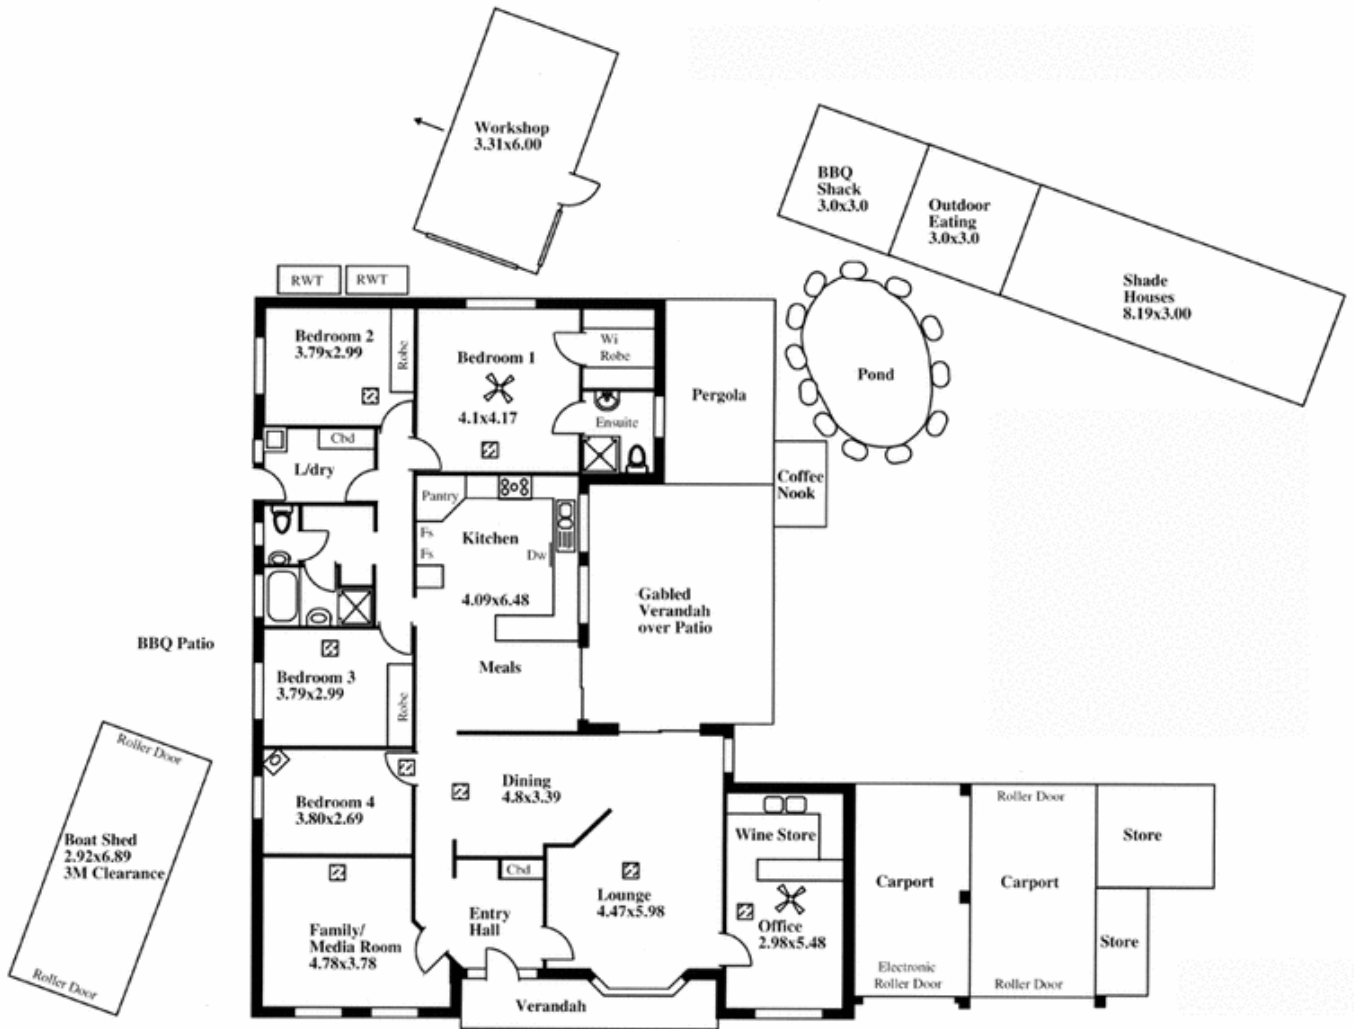 Workshop
3.31x6.00
BBQ
Shack
3.0x3.0
Outdoor
Eating
3.0x3.0
Shade
Houses
8.19x3.00
RWT
RWT
Bedroom 2
3.79x2.99
Robe
Bedroom 1
4.1x4.17
Wi
Robe
Ensuite
Pergola
Pond
Cbd
L/dry
Coffee
Nook
Pantry
Fs
Fs
Kitchen
Dw
4.09x6.48
Gabled
Verandah
over Patio
BBQ Patio
Meals
Bedroom 3
3.79x2.99
Robe
Roller Door
Boat Shed
2.92x6.89
3M Clearance
Roller Door
Bedroom 4
3.80x2.69
Dining
4.8x3.39
Cbd
Lounge
4.47x5.98
Wine Store
Office
2.98x5.48
Family/
Media Room
4.78x3.78
Entry
Hall
Verandah
Carport
Electronic
Roller Door
Roller Door
Carport
Roller Door
Store
Store